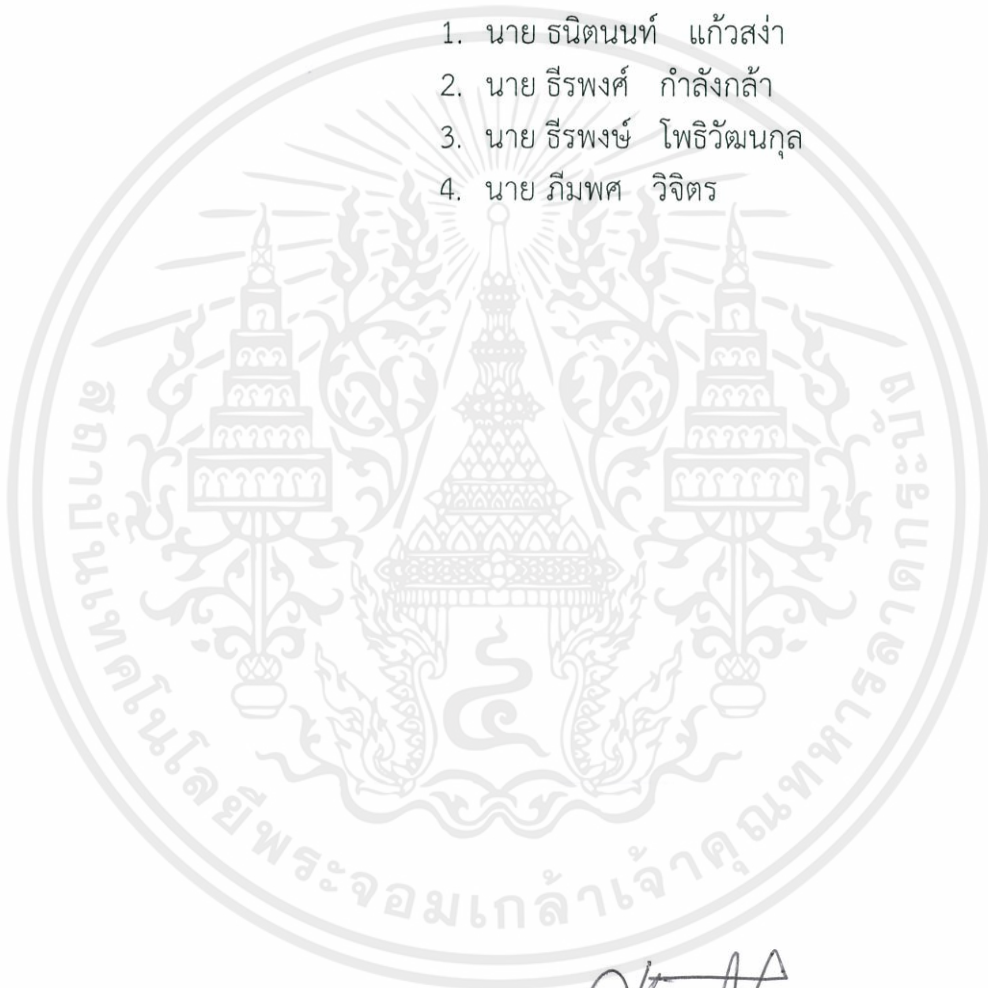 1. นาย ธนิตนนท์ แก้วสง่า
2. นาย ธีรพงศ์ กำลังกล้า
3. นาย ธีรพงษ์ โพธิวัฒนกุล
4. นาย ภีมพศ วิจิตร
สถาบันเทคโนโลยีพระจอมเกล้าเจ้าคุณทหารลาดกระบัง